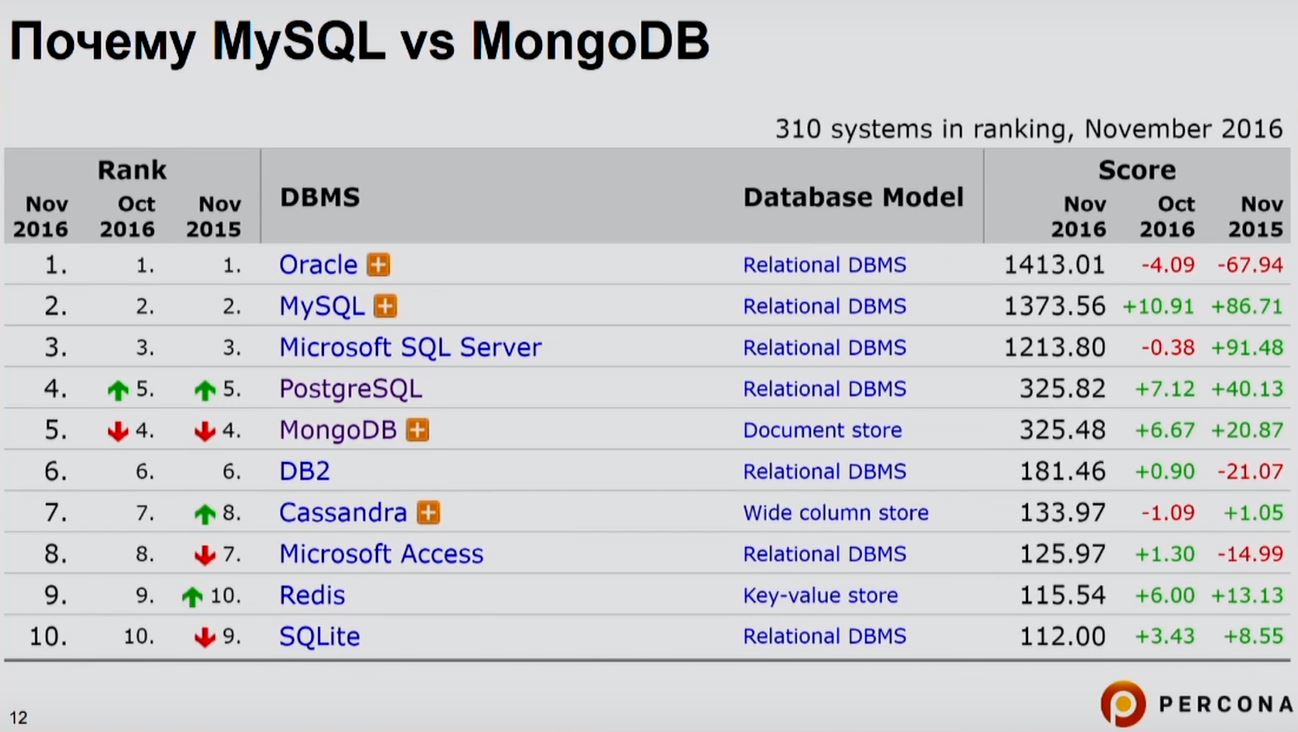 Почему MySQL vs MongoDB
310 systems in ranking, November 2016
Rank DBMS Database Model Score
Nov 2016 Oct 2016 Nov 2015 Nov 2016 Oct 2016 Nov 2015
1. 1. 1. Oracle Relational DBMS 1413.01 -4.09 -67.94
2. 2. 2. MySQL Relational DBMS 1373.56 +10.91 +86.71
3. 3. 3. Microsoft SQL Server Relational DBMS 1213.80 -0.38 +91.48
4. 5. 5. PostgreSQL Relational DBMS 325.82 +7.12 +40.13
5. 4. 4. MongoDB Document store 325.48 +6.67 +20.87
6. 6. 6. DB2 Relational DBMS 181.46 +0.90 -21.07
7. 7. 8. Cassandra Wide column store 133.97 -1.09 +1.05
8. 8. 7. Microsoft Access Relational DBMS 125.97 +1.30 -14.99
9. 9. 10. Redis Key-value store 115.54 +6.00 +13.13
10. 10. 9. SQLite Relational DBMS 112.00 +3.43 +8.55
12
PERCONA